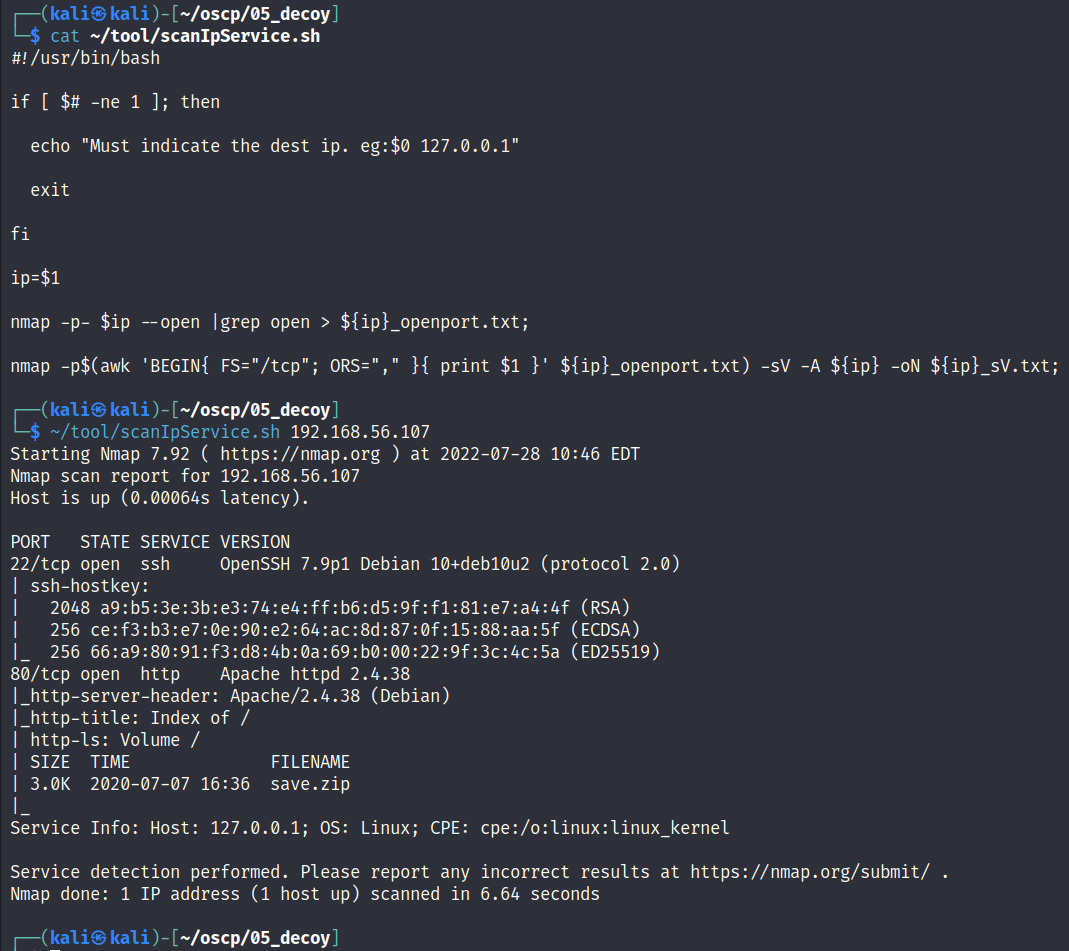 ┌──(kali㉿kali)-[~/oscp/05_decoy]
└─$ cat ~/tool/scanIpService.sh
#!/usr/bin/bash
if [ $# -ne 1 ]; then
  echo "Must indicate the dest ip. eg:$0 127.0.0.1"
  exit
fi
ip=$1
nmap -p- $ip --open |grep open > ${ip}_openport.txt;
nmap -p$(awk 'BEGIN{ FS="/tcp"; ORS="," }{ print $1 }' ${ip}_openport.txt) -sV -A ${ip} -oN ${ip}_sV.txt;
┌──(kali㉿kali)-[~/oscp/05_decoy]
└─$ ~/tool/scanIpService.sh 192.168.56.107
Starting Nmap 7.92 ( https://nmap.org ) at 2022-07-28 10:46 EDT
Nmap scan report for 192.168.56.107
Host is up (0.00064s latency).
PORT   STATE SERVICE VERSION
22/tcp open  ssh     OpenSSH 7.9p1 Debian 10+deb10u2 (protocol 2.0)
| ssh-hostkey:
|   2048 a9:b5:3e:3b:e3:74:e4:ff:b6:d5:9f:f1:81:e7:a4:4f (RSA)
|   256 ce:f3:b3:e7:0e:90:e2:64:ac:8d:87:0f:15:88:aa:5f (ECDSA)
|_  256 66:a9:80:91:f3:d8:4b:0a:69:b0:00:22:9f:3c:4c:5a (ED25519)
80/tcp open  http    Apache httpd 2.4.38
|_http-server-header: Apache/2.4.38 (Debian)
|_http-title: Index of /
| http-ls: Volume /
| SIZE  TIME              FILENAME
| 3.0K  2020-07-07 16:36  save.zip
|_
Service Info: Host: 127.0.0.1; OS: Linux; CPE: cpe:/o:linux:linux_kernel
Service detection performed. Please report any incorrect results at https://nmap.org/submit/ .
Nmap done: 1 IP address (1 host up) scanned in 6.64 seconds
┌──(kali㉿kali)-[~/oscp/05_decoy]